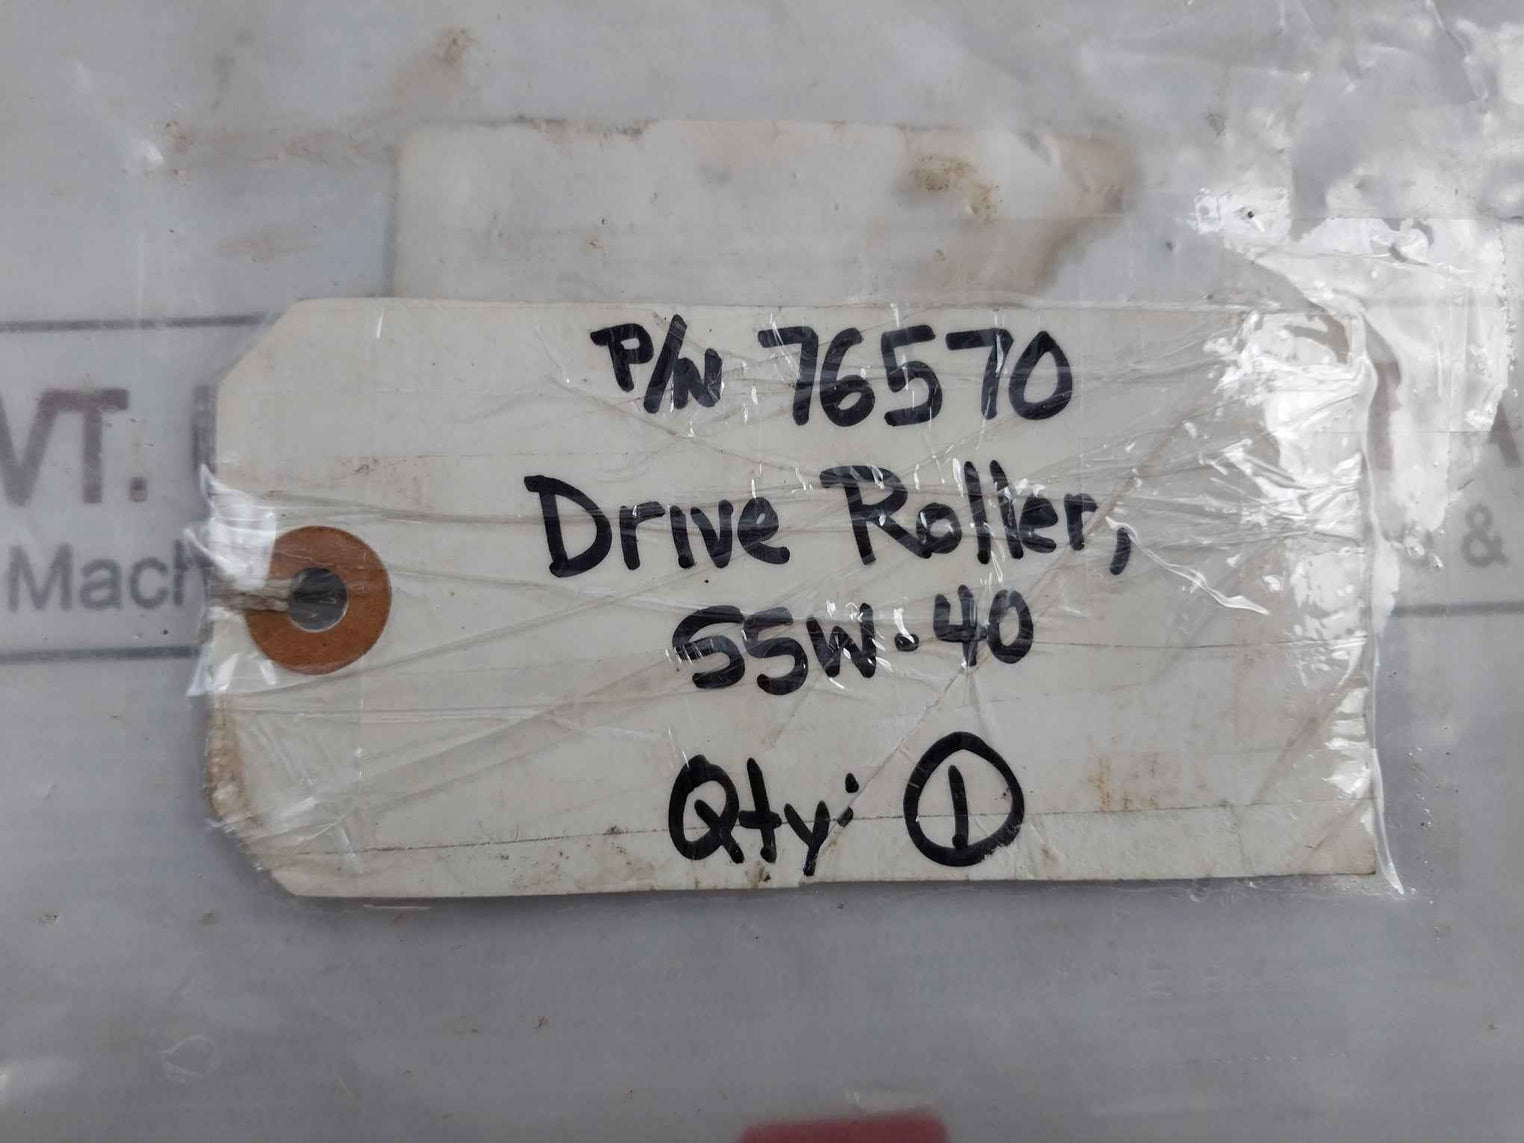 P/N 76570
Drive Roller,
SSW-40
Qty: 1
VT.
Mach
&